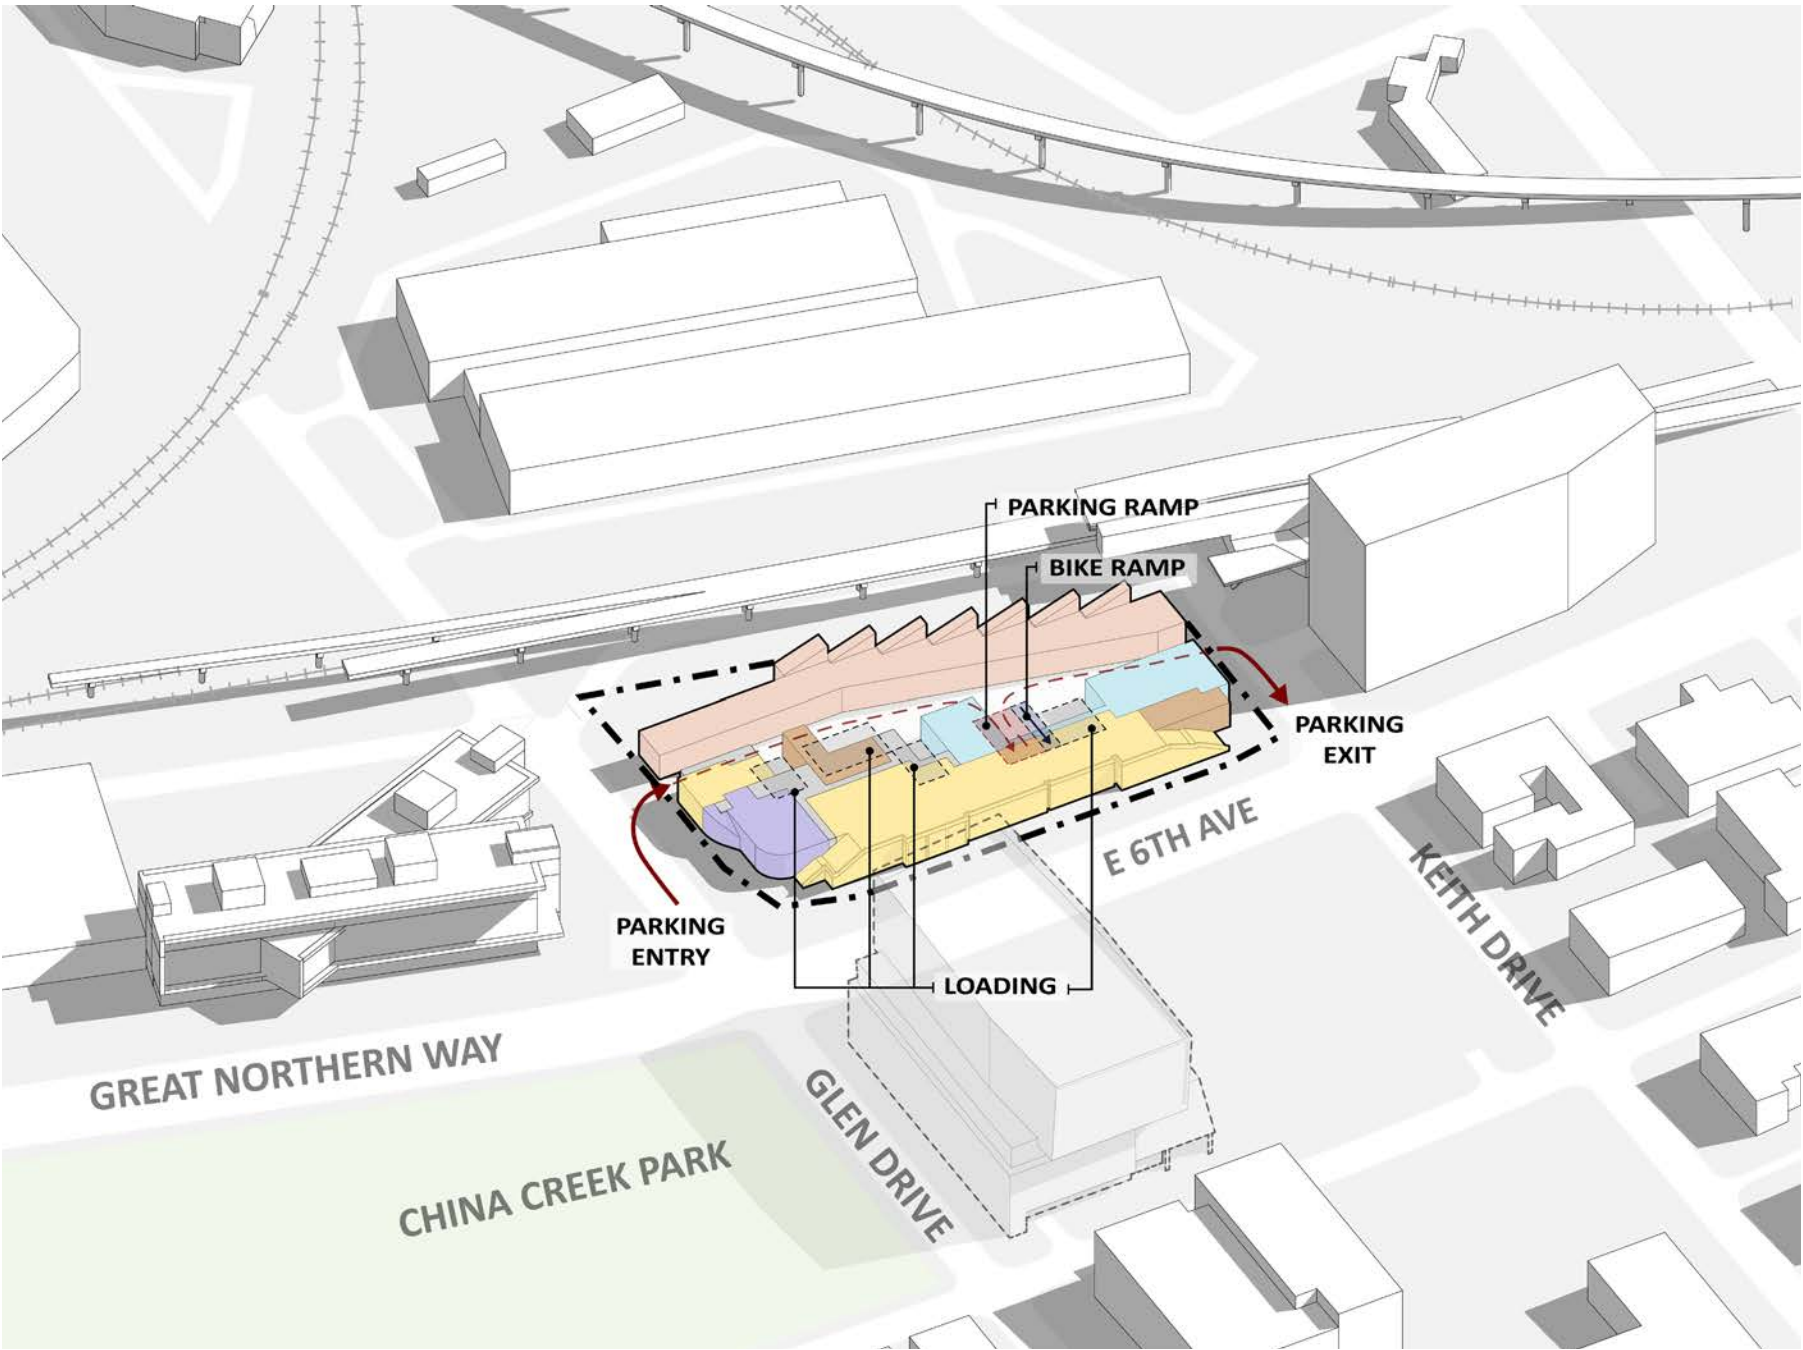 PARKING RAMP
BIKE RAMP
PARKING
EXIT
E 6TH AVE
KEITH DRIVE
PARKING
ENTRY
LOADING
GREAT NORTHERN WAY
GLEN DRIVE
CHINA CREEK PARK